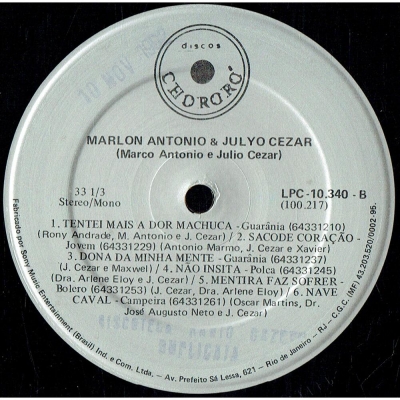 discos
CHORORÓ
10 NOV
MARLON ANTONIO & JULYO CEZAR
(Marco Antonio e Julio Cezar)
33 1/3
Stereo/Mono
LPC-10.340 - B
(100.217)
1. TENTEI MAIS A DOR MACHUCA - Guarânia (64331210)
(Rony Andrade, M. Antonio e J. Cezar) / 2. SACODE CORAÇÃO -
Jovem (64331229) (Antonio Marmo, J. Cezar e Xavier)
3. DONA DA MINHA MENTE - Guarânia (64331237)
(J. Cezar e Maxwel) / 4. NÃO INSITA - Polca (64331245)
(Dra. Arlene Eloy e J. Cezar) / 5. MENTIRA FAZ SOFRER -
Bolero (64331253) (J. Cezar, Dra. Arlene Eloy) / 6. NAVE
CAVAL - Campeira (64331261) (Oscar Martins, Dr.
José Augusto Neto e J. Cezar)
DISCOTECA RADIO
DUPLICATA
Fabricado por Sony Music Entertainment (Brasil) Ind. e Com. Ltda. - Av. Prefeito Sá Lessa, 621 - Rio de Janeiro - RJ - C.G.C. (MF) 43.203.520/0002-95.